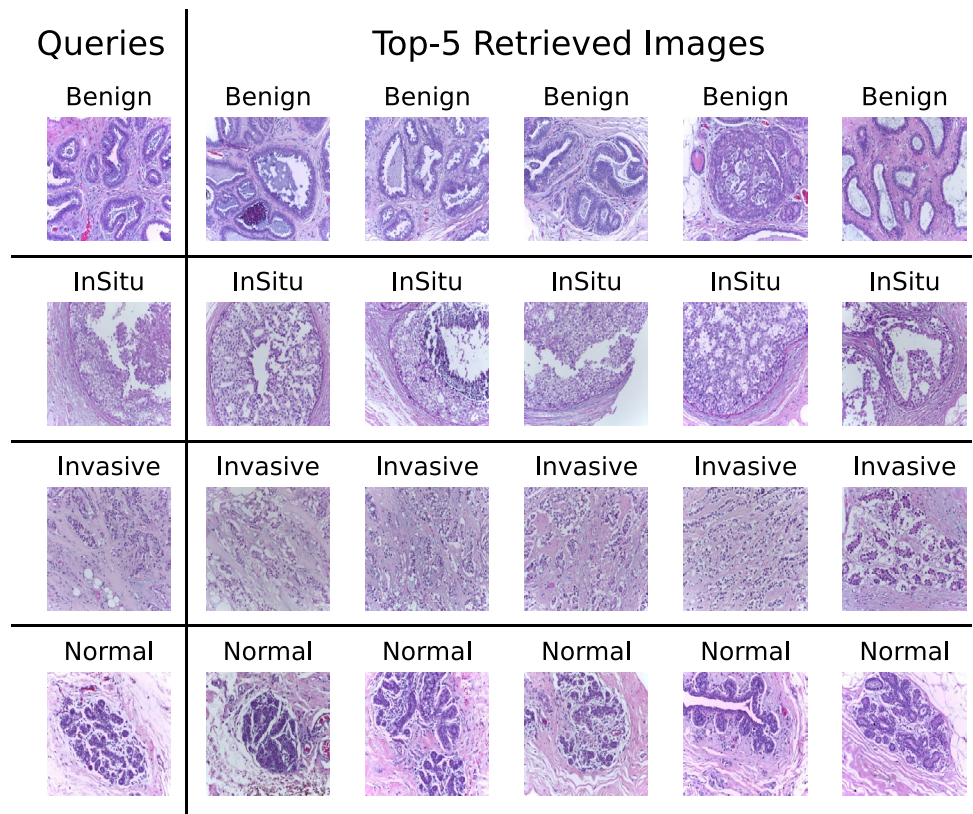 Queries Top-5 Retrieved Images
Benign Benign Benign Benign Benign Benign
InSitu InSitu InSitu InSitu InSitu InSitu
Invasive Invasive Invasive Invasive Invasive Invasive
Normal Normal Normal Normal Normal Normal